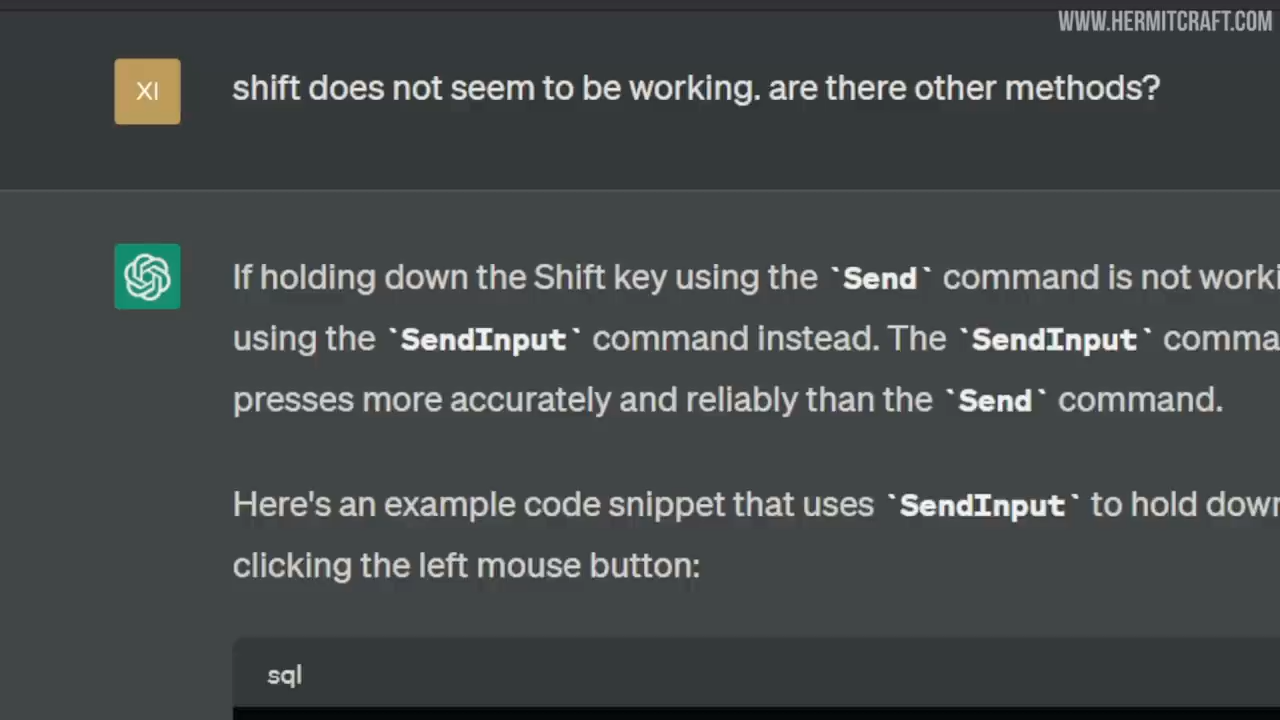 WWW.HERMITCRAFT.COM
XI
shift does not seem to be working. are there other methods?
If holding down the Shift key using the `Send` command is not worki
using the `SendInput` command instead. The `SendInput` comma
presses more accurately and reliably than the `Send` command.
Here's an example code snippet that uses `SendInput` to hold down
clicking the left mouse button:
sql